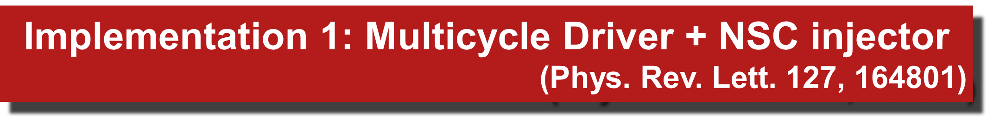 Implementation 1: Multicycle Driver + NSC injector
(Phys. Rev. Lett. 127, 164801)